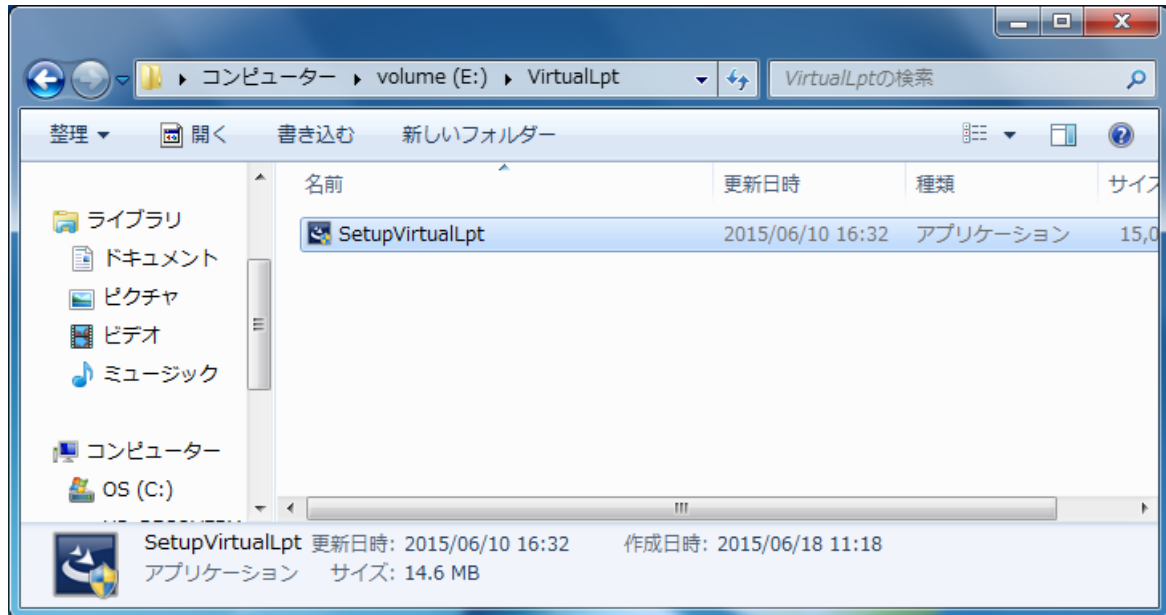 コンピューター ▸ volume (E:) ▸ VirtualLpt
VirtualLptの検索
整理 開く 書き込む 新しいフォルダー
名前 更新日時 種類 サイズ
ライブラリ
ドキュメント
ピクチャ
ビデオ
ミュージック
コンピューター
OS (C:)
SetupVirtualLpt 2015/06/10 16:32 アプリケーション 15,0
SetupVirtualLpt 更新日時: 2015/06/10 16:32 作成日時: 2015/06/18 11:18
アプリケーション サイズ: 14.6 MB